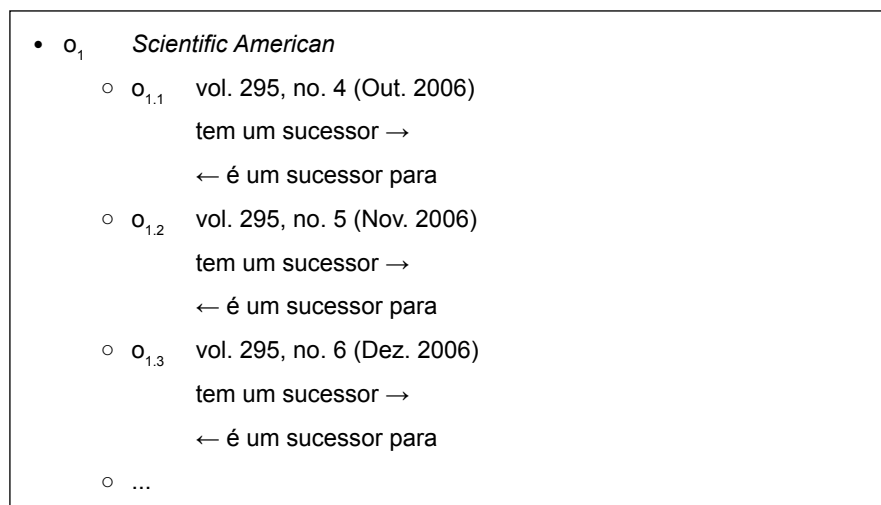 • o₁ Scientific American
○ o₁.₁ vol. 295, no. 4 (Out. 2006)
tem um sucessor →
← é um sucessor para
○ o₁.₂ vol. 295, no. 5 (Nov. 2006)
tem um sucessor →
← é um sucessor para
○ o₁.₃ vol. 295, no. 6 (Dez. 2006)
tem um sucessor →
← é um sucessor para
○ ...